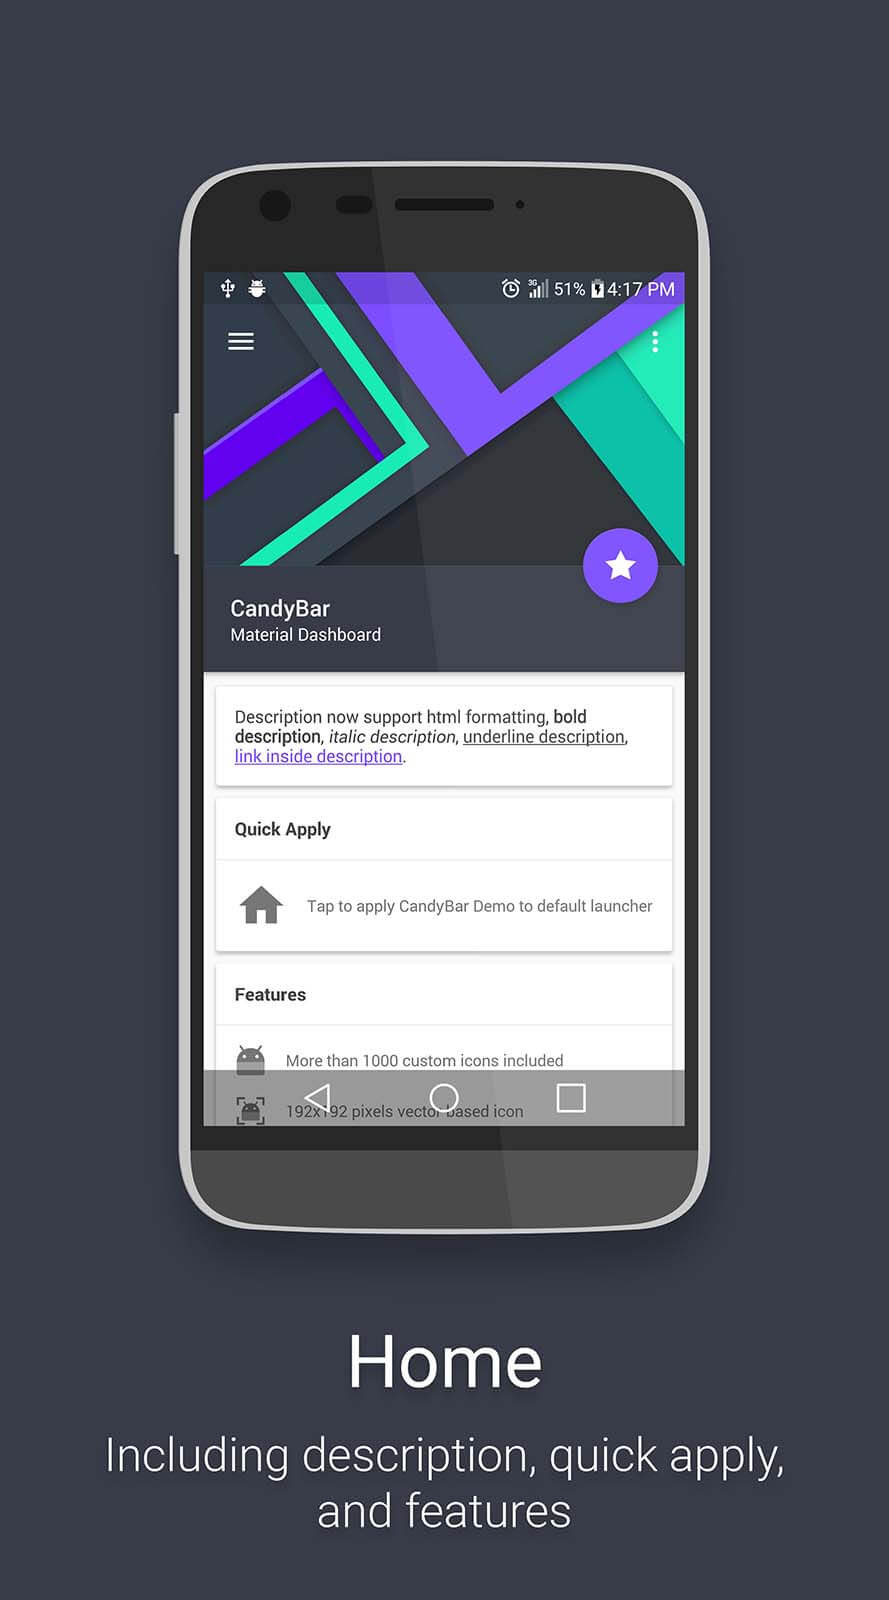 3G 51% 4:17 PM
CandyBar
Material Dashboard
Description now support html formatting, bold
description, italic description, underline description,
link inside description.
Quick Apply
Tap to apply CandyBar Demo to default launcher
Features
More than 1000 custom icons included
192x192 pixels vector based icon
Home
Including description, quick apply,
and features